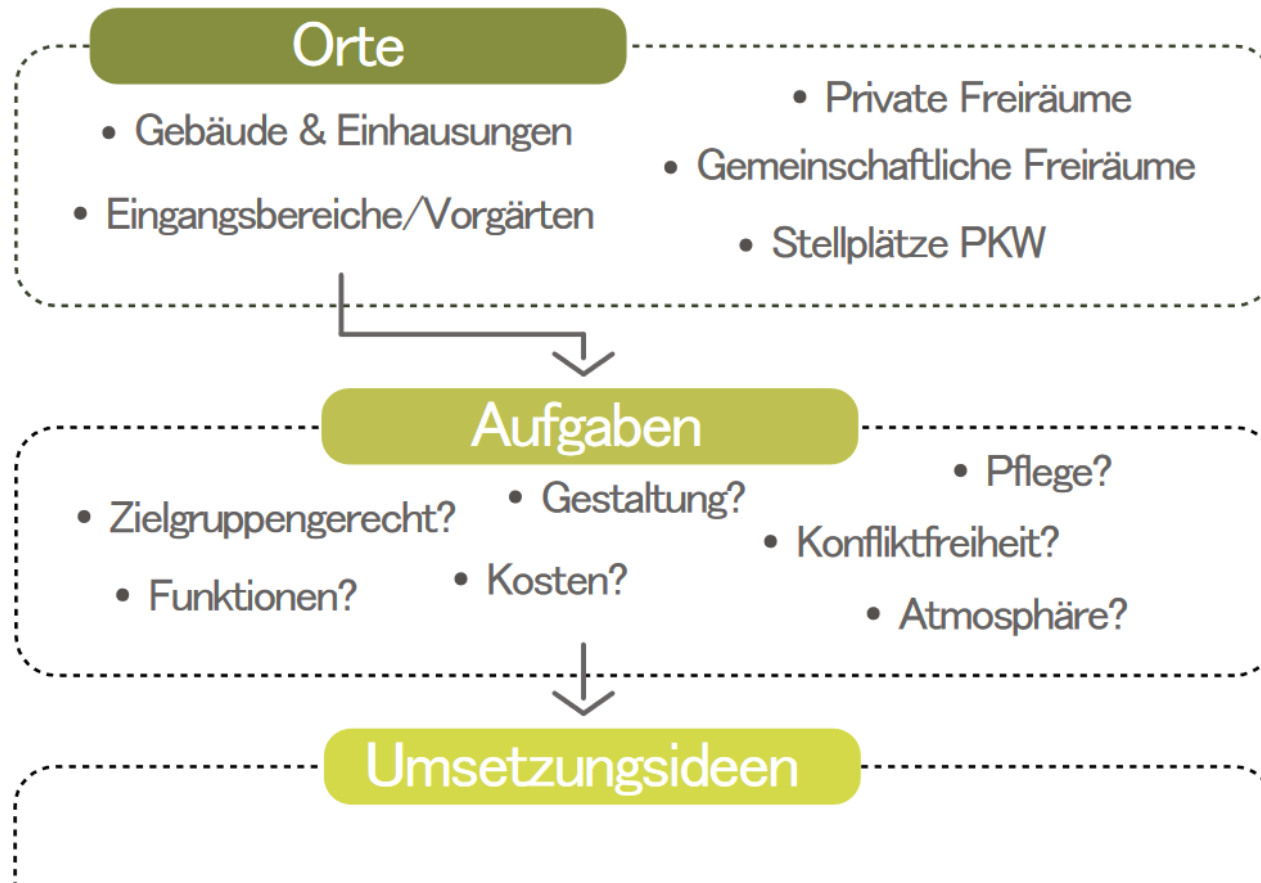 Orte
• Gebäude & Einhausungen
• Eingangsbereiche/Vorgärten
• Private Freiräume
• Gemeinschaftliche Freiräume
• Stellplätze PKW
Aufgaben
• Zielgruppengerecht?
• Funktionen?
• Gestaltung?
• Kosten?
• Pflege?
• Konfliktfreiheit?
• Atmosphäre?
Umsetzungsideen